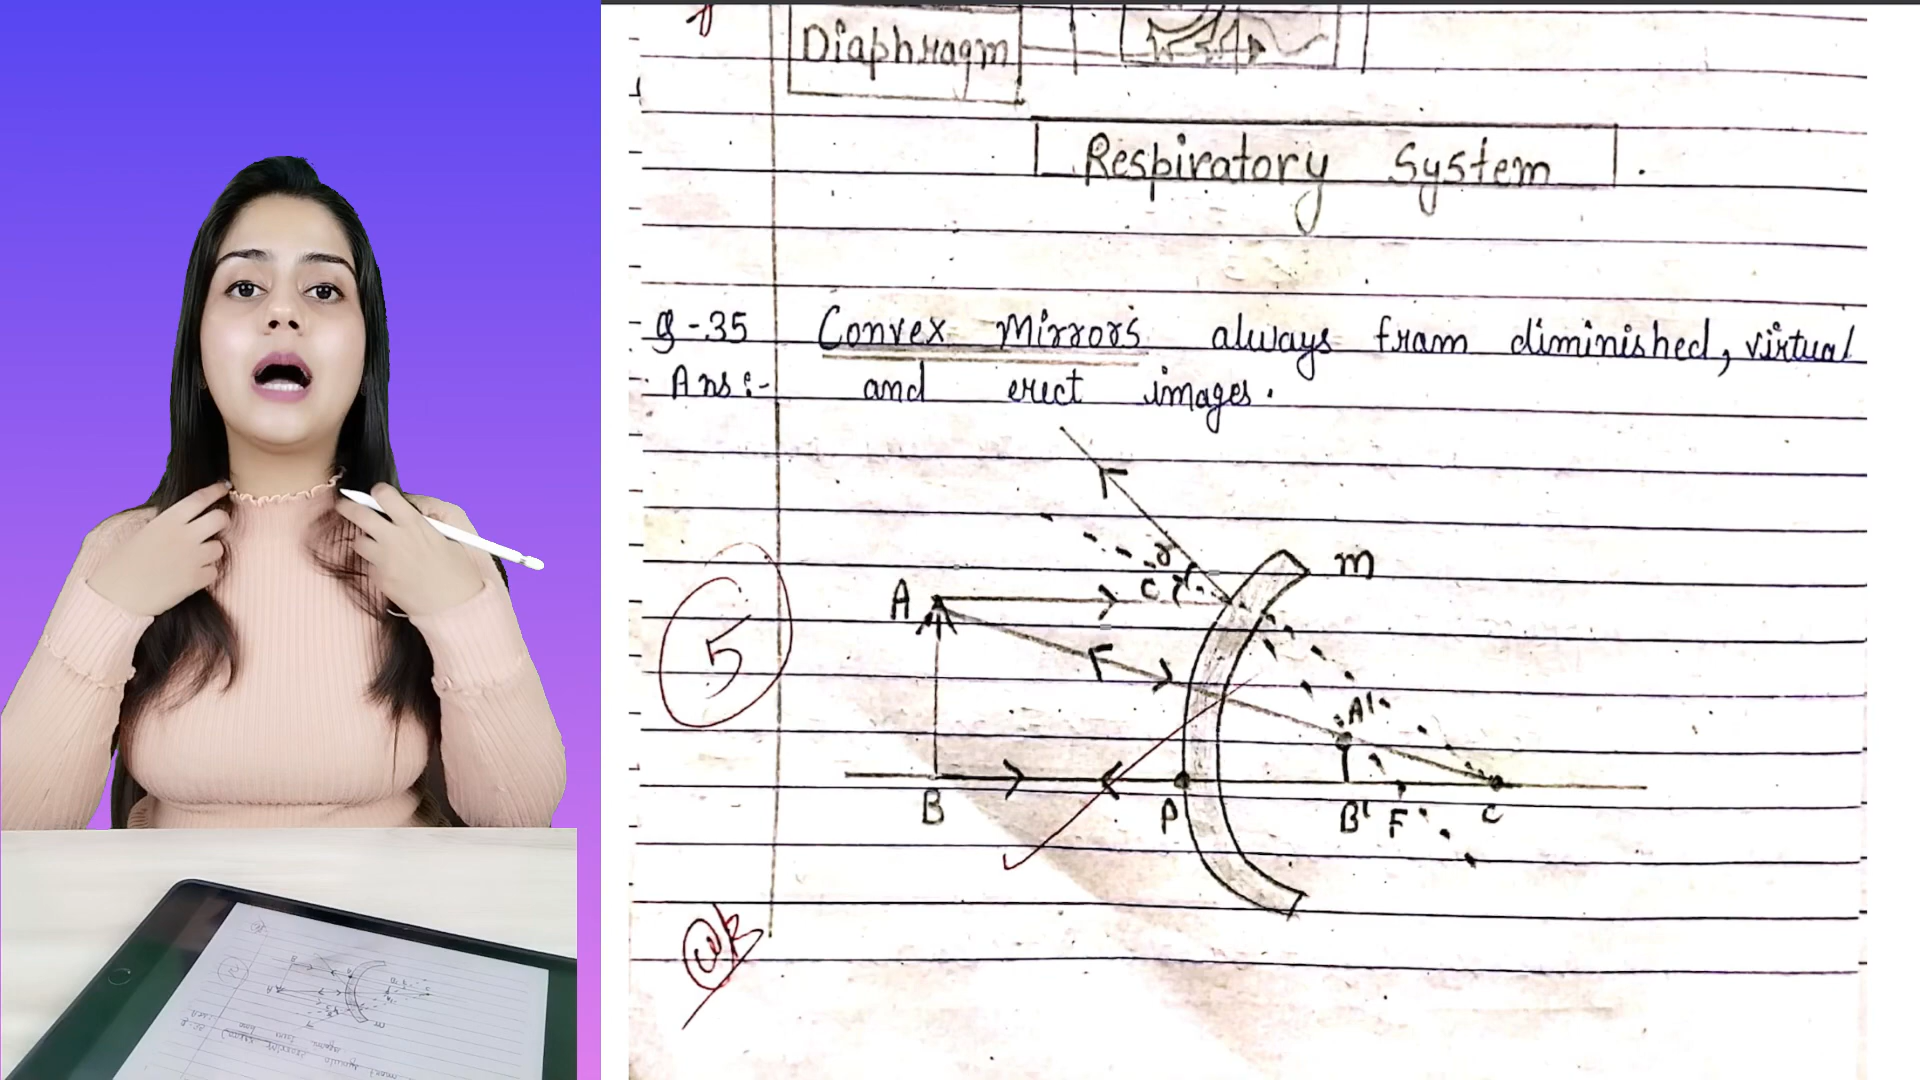 Diaphragm
Respiratory System .
Q-35 Convex Mirrors always fram diminished, virtual
Ans:- and erect images.
m
r
A
5
A'
B P B' F C